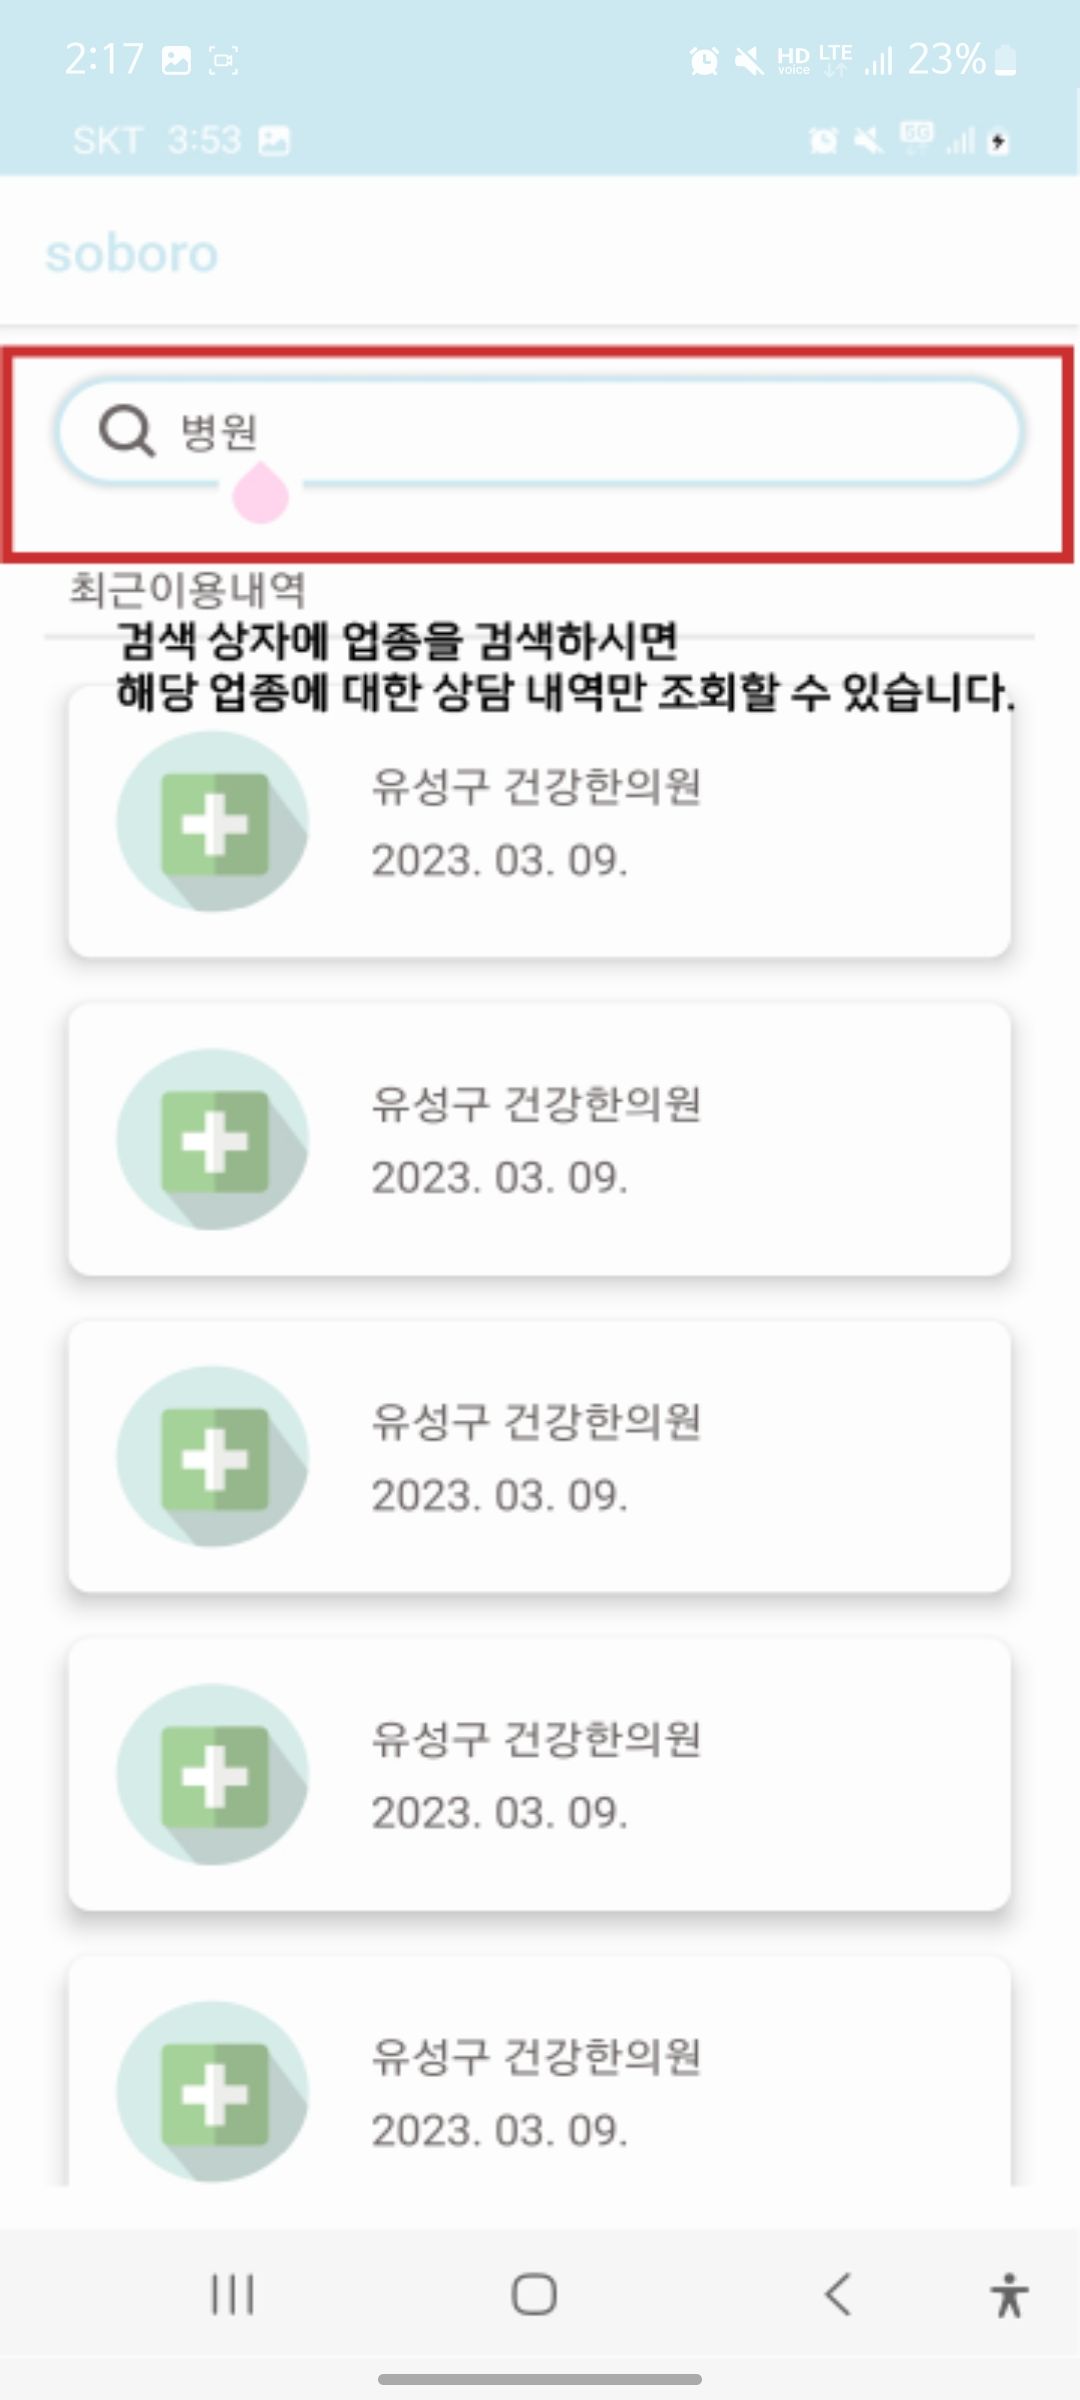 2:17 HD voice LTE 23%
SKT 3:53 5G
soboro
병원
최근이용내역
검색 상자에 업종을 검색하시면
해당 업종에 대한 상담 내역만 조회할 수 있습니다.
유성구 건강한의원
2023. 03. 09.
유성구 건강한의원
2023. 03. 09.
유성구 건강한의원
2023. 03. 09.
유성구 건강한의원
2023. 03. 09.
유성구 건강한의원
2023. 03. 09.